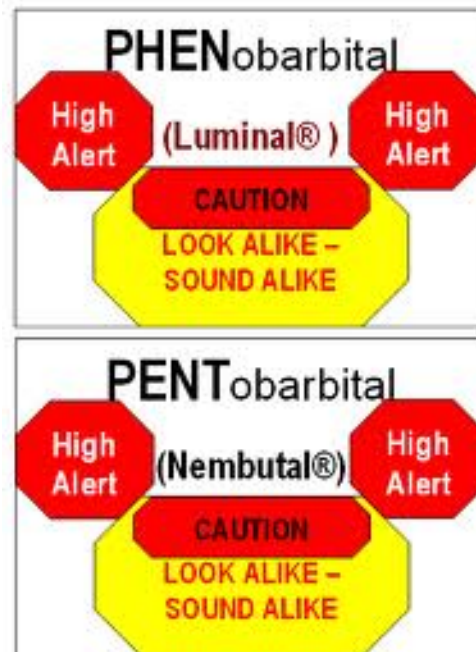 PHENobarbital
High Alert
(Luminal® )
High Alert
CAUTION
LOOK ALIKE –
SOUND ALIKE
PENTobarbital
High Alert
(Nembutal®)
High Alert
CAUTION
LOOK ALIKE –
SOUND ALIKE